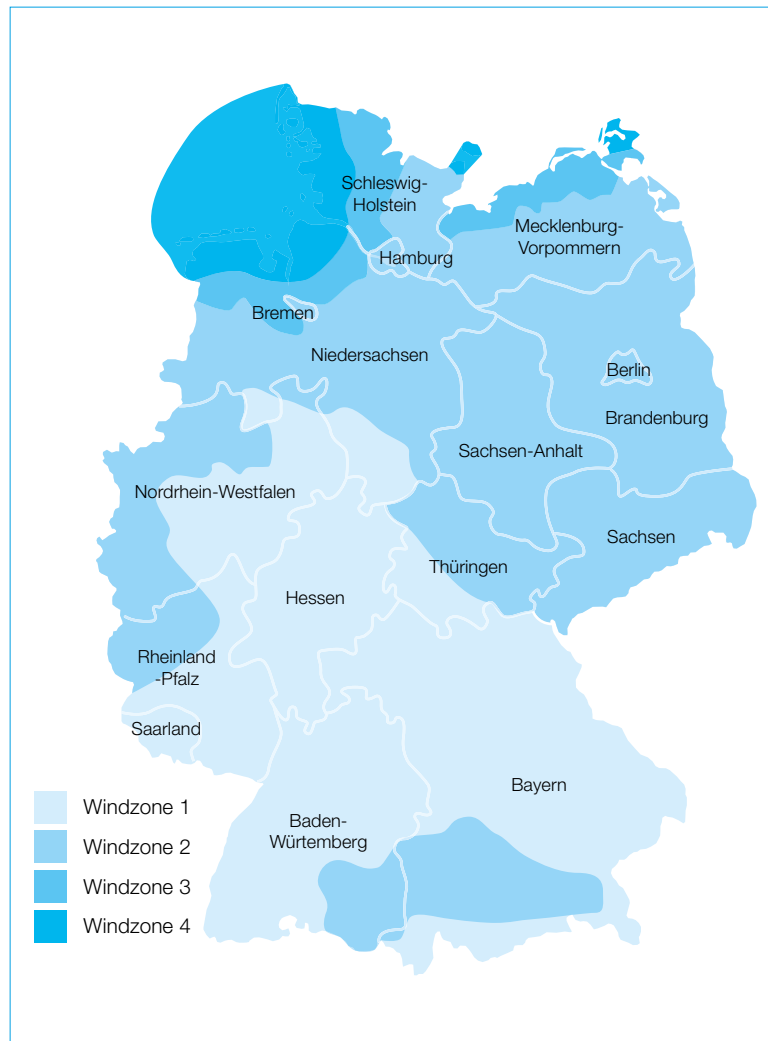 Schleswig-
Holstein
Mecklenburg-
Vorpommern
Hamburg
Bremen
Niedersachsen
Berlin
Brandenburg
Sachsen-Anhalt
Nordrhein-Westfalen
Sachsen
Thüringen
Hessen
Rheinland
-Pfalz
Saarland
Bayern
Baden-
Würtemberg
Windzone 1
Windzone 2
Windzone 3
Windzone 4